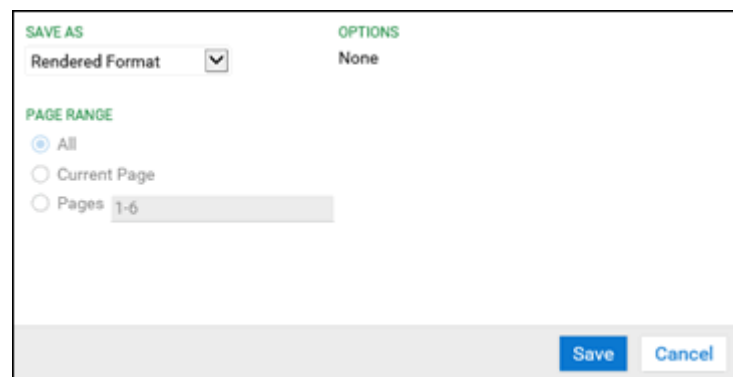 SAVE AS
OPTIONS
Rendered Format
None
PAGE RANGE
All
Current Page
Pages 1-6
Save Cancel